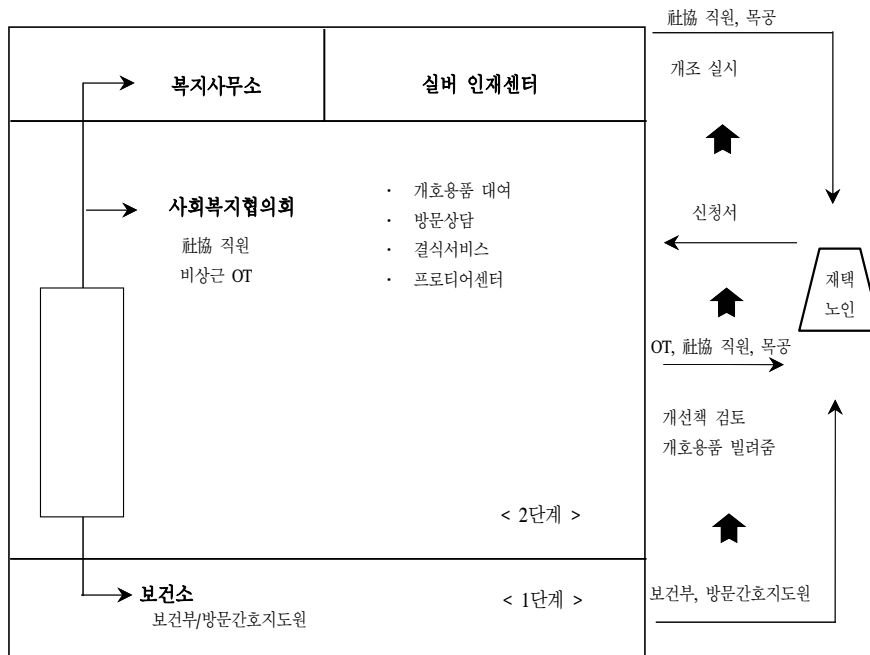 社協 직원, 목공
복지사무소
실버 인재센터
개조 실시
사회복지협의회
社協 직원
비상근 OT
· 개호용품 대여
· 방문상담
· 결식서비스
· 프로티어센터
신청서
재택
노인
OT, 社協 직원, 목공
개선책 검토
개호용품 빌려줌
< 2단계 >
보건소
보건부/방문간호지도원
< 1단계 >
보건부, 방문간호지도원